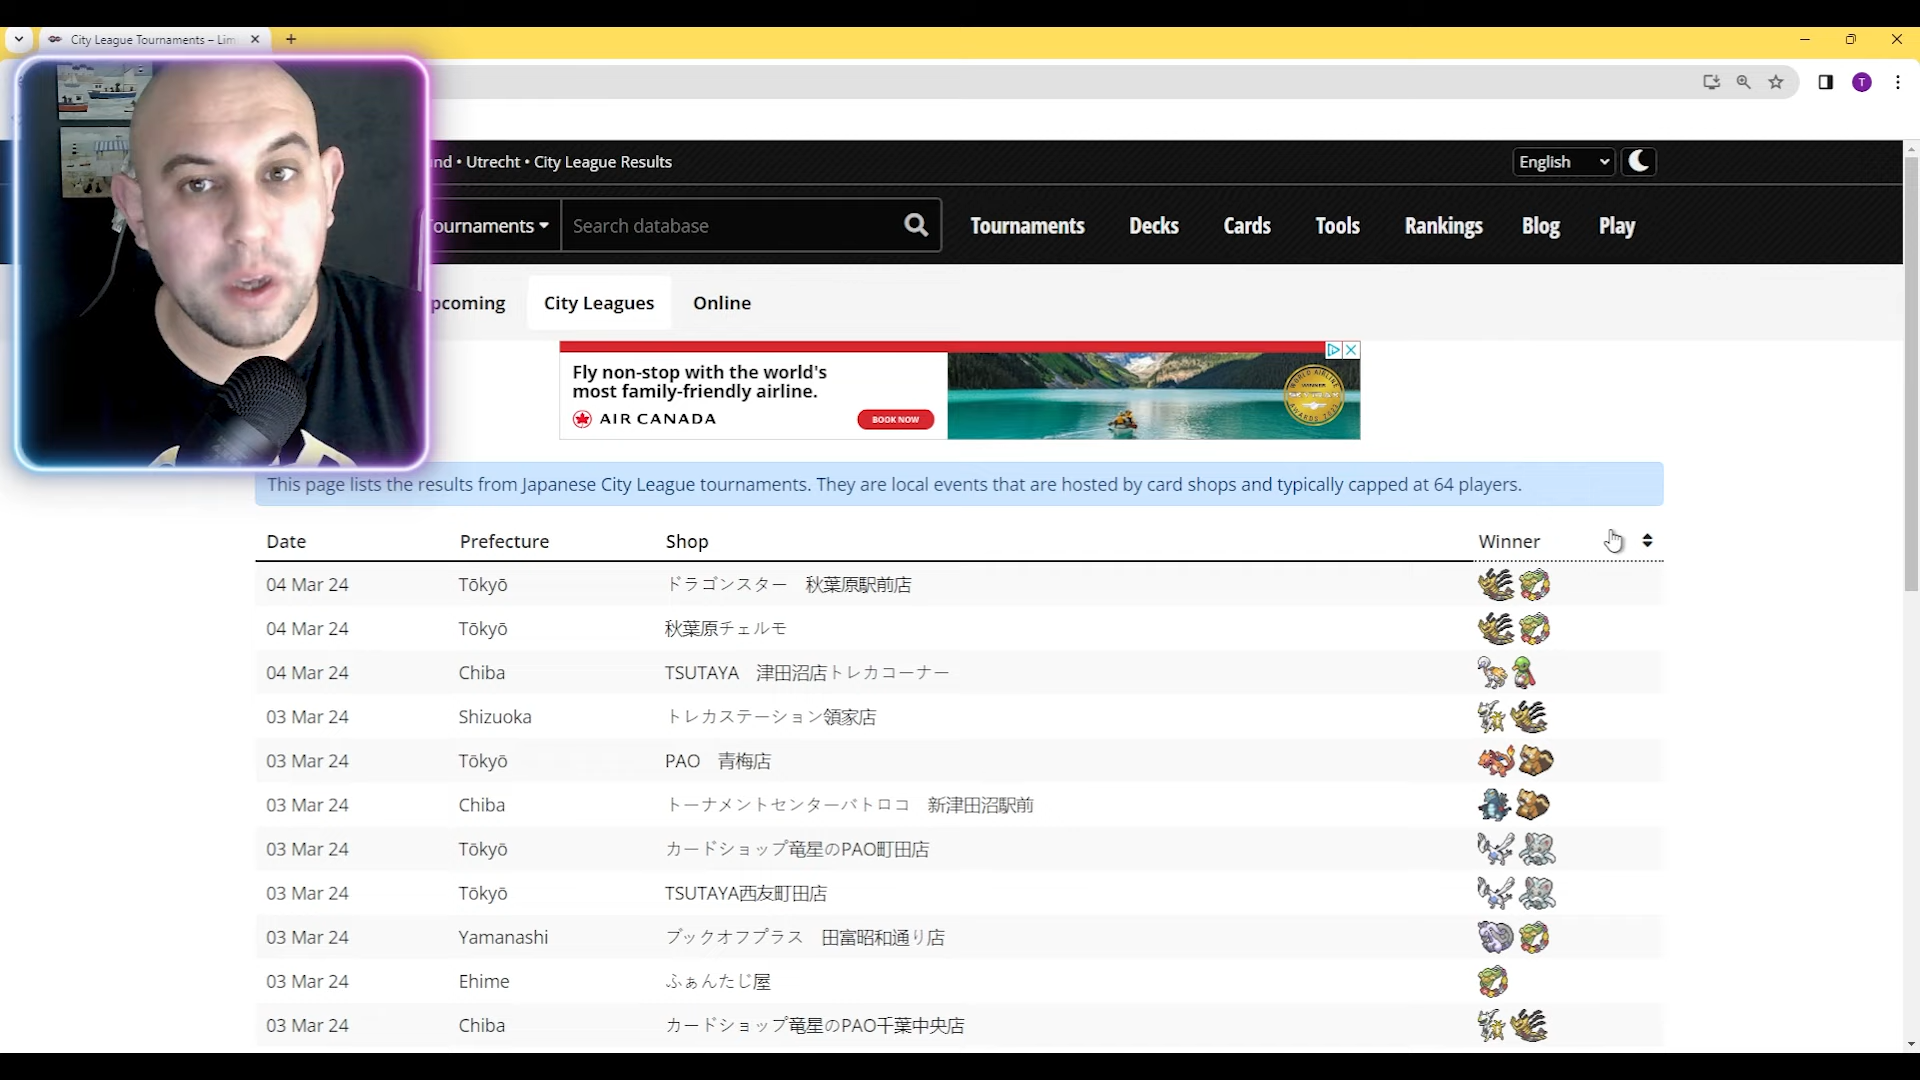 City League Tournaments – Lim
T
nd • Utrecht • City League Results
English
ournaments
Search database
Tournaments
Decks
Cards
Tools
Rankings
Blog
Play
pcoming
City Leagues
Online
Fly non-stop with the world's
most family-friendly airline.
AIR CANADA
BOOK NOW
This page lists the results from Japanese City League tournaments. They are local events that are hosted by card shops and typically capped at 64 players.
Date Prefecture Shop Winner
04 Mar 24 Tōkyō ドラゴンスター 秋葉原駅前店
04 Mar 24 Tōkyō 秋葉原チェルモ
04 Mar 24 Chiba TSUTAYA 津田沼店トレカコーナー
03 Mar 24 Shizuoka トレカステーション領家店
03 Mar 24 Tōkyō PAO 青梅店
03 Mar 24 Chiba トーナメントセンターバトロコ 新津田沼駅前
03 Mar 24 Tōkyō カードショップ竜星のPAO町田店
03 Mar 24 Tōkyō TSUTAYA西友町田店
03 Mar 24 Yamanashi ブックオフプラス 田富昭和通り店
03 Mar 24 Ehime ふぁんたじ屋
03 Mar 24 Chiba カードショップ竜星のPAO千葉中央店